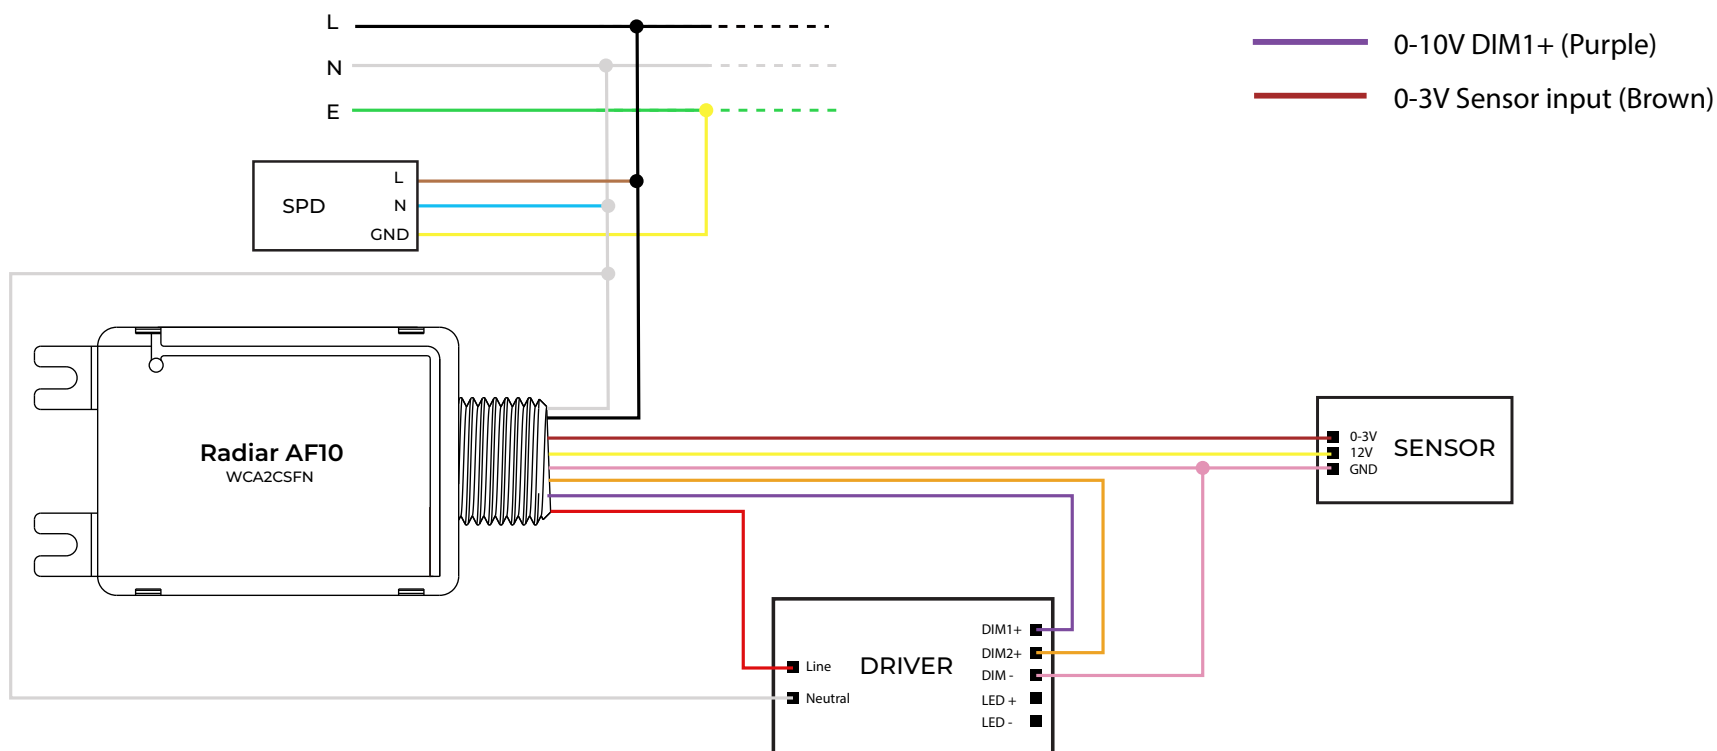 L
N
E
0-10V DIM1+ (Purple)
0-3V Sensor input (Brown)
SPD
L
N
GND
Radiar AF10
WCA2CSFN
0-3V
12V
GND
SENSOR
DRIVER
Line
Neutral
DIM1+
DIM2+
DIM -
LED +
LED -